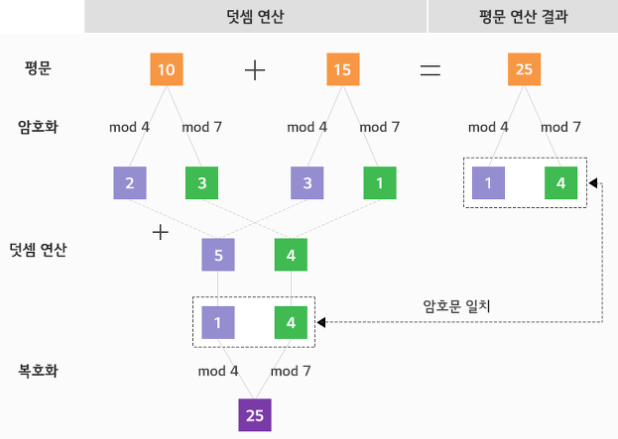 덧셈 연산 평문 연산 결과
평문 10 + 15 = 25
암호화 mod 4 mod 7 mod 4 mod 7 mod 4 mod 7
2 3 3 1 1 4
+
덧셈 연산 5 4
암호문 일치
1 4
복호화 mod 4 mod 7
25